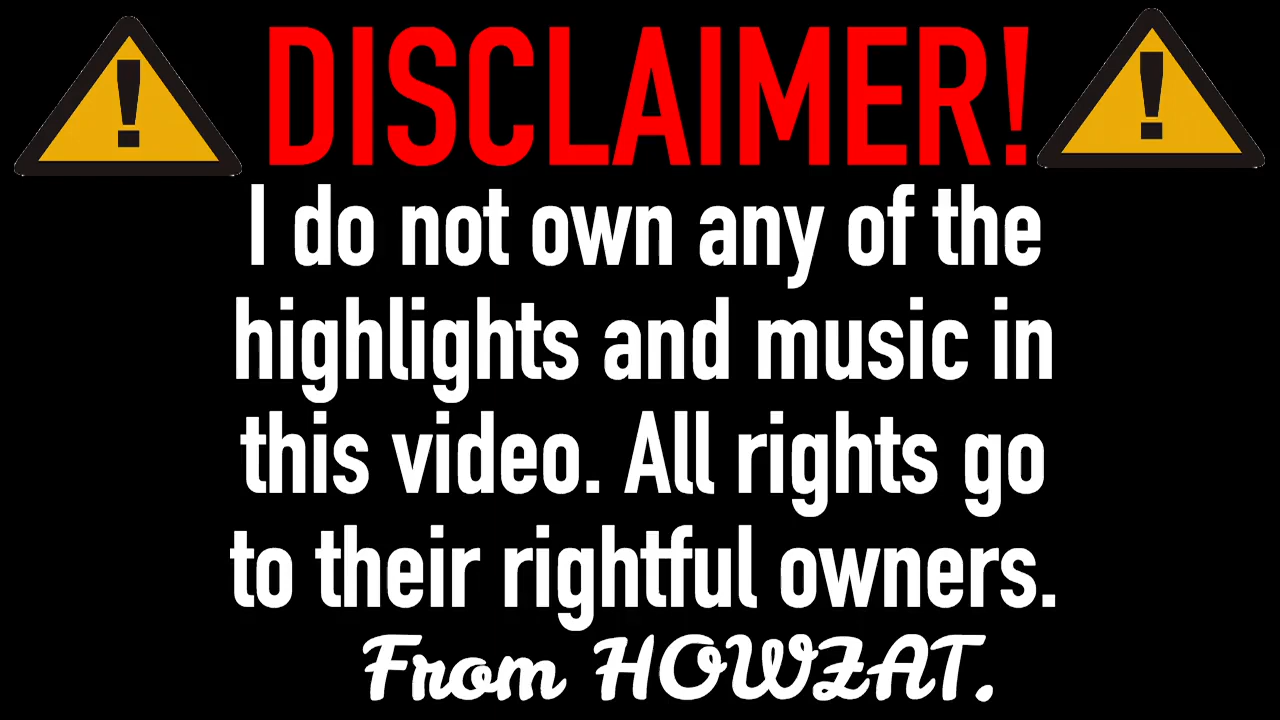 DISCLAIMER!
I do not own any of the
highlights and music in
this video. All rights go
to their rightful owners.
From HOWZAT.